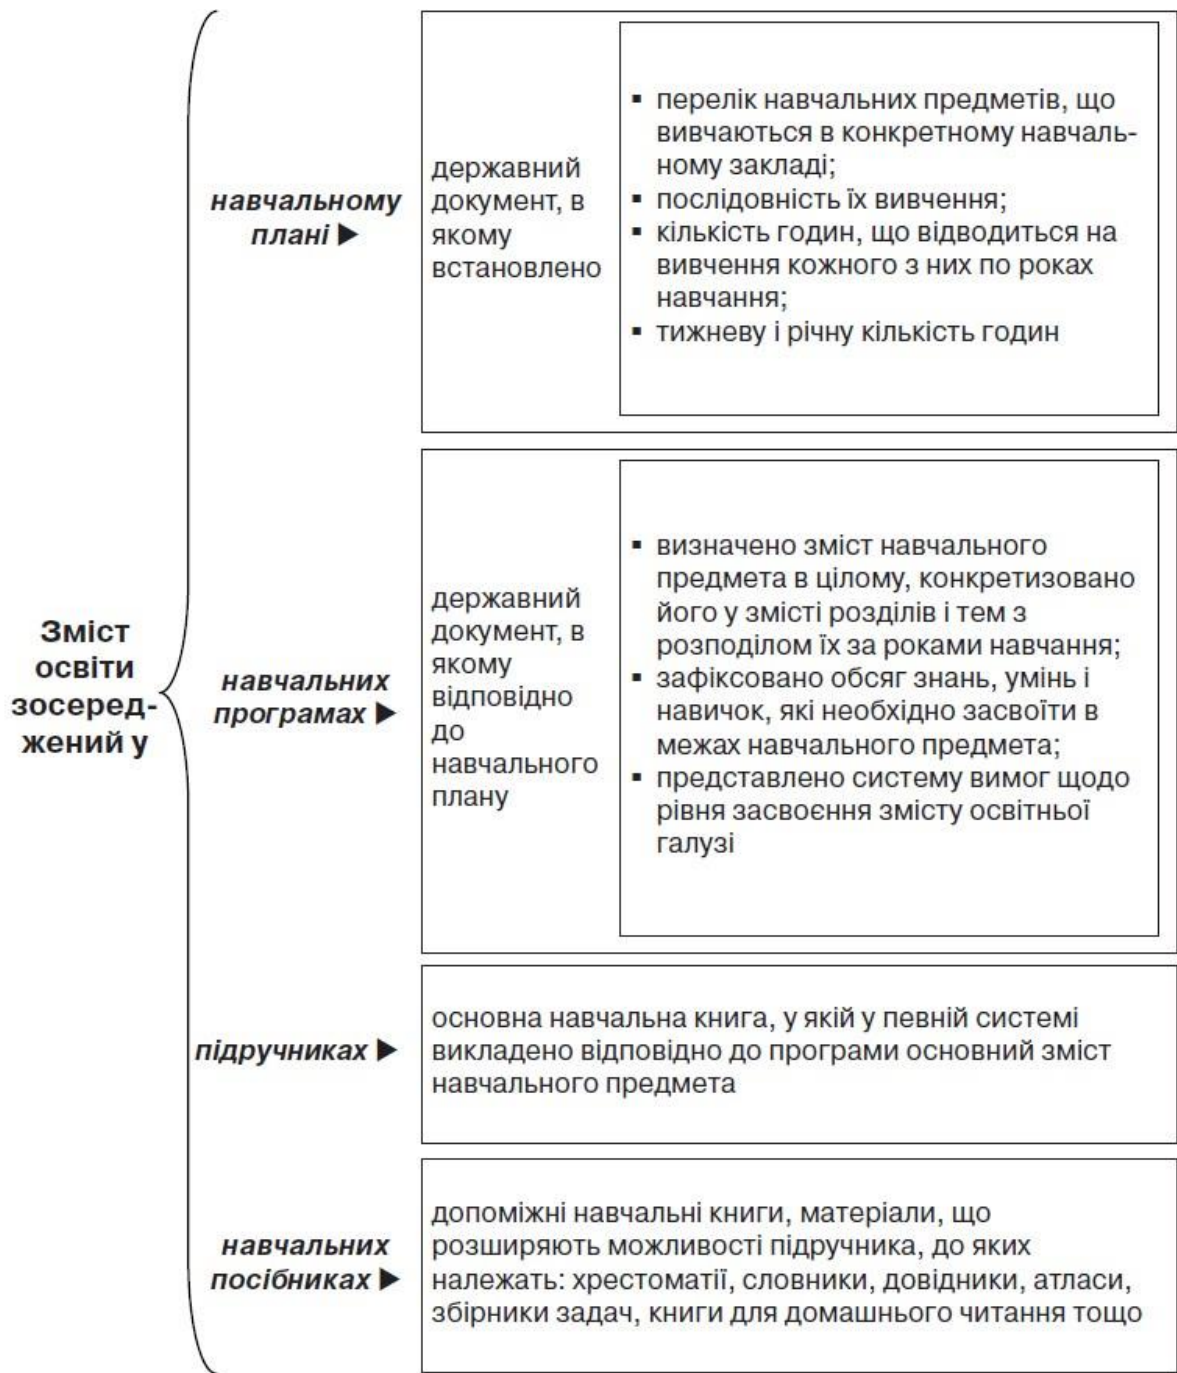 Зміст
освіти
зосеред-
жений у
навчальному
плані ►
державний
документ, в
якому
встановлено
▪ перелік навчальних предметів, що
вивчаються в конкретному навчаль-
ному закладі;
▪ послідовність їх вивчення;
▪ кількість годин, що відводиться на
вивчення кожного з них по роках
навчання;
▪ тижневу і річну кількість годин
навчальних
програмах ►
державний
документ, в
якому
відповідно
до
навчального
плану
▪ визначено зміст навчального
предмета в цілому, конкретизовано
його у змісті розділів і тем з
розподілом їх за роками навчання;
▪ зафіксовано обсяг знань, умінь і
навичок, які необхідно засвоїти в
межах навчального предмета;
▪ представлено систему вимог щодо
рівня засвоєння змісту освітньої
галузі
підручниках ►
основна навчальна книга, у якій у певній системі
викладено відповідно до програми основний зміст
навчального предмета
навчальних
посібниках ►
допоміжні навчальні книги, матеріали, що
розширяють можливості підручника, до яких
належать: хрестоматії, словники, довідники, атласи,
збірники задач, книги для домашнього читання тощо